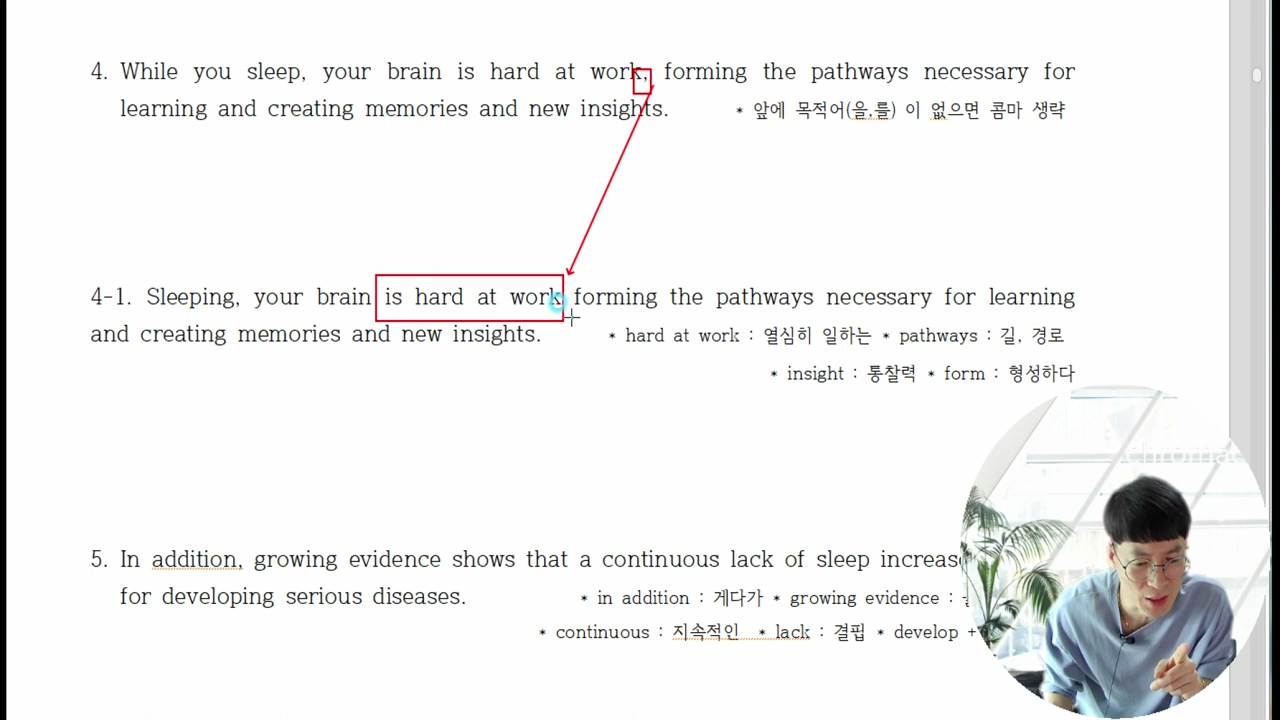 4. While you sleep, your brain is hard at work, forming the pathways necessary for
learning and creating memories and new insights. * 앞에 목적어(을,를) 이 없으면 콤마 생략
4-1. Sleeping, your brain is hard at work forming the pathways necessary for learning
and creating memories and new insights. * hard at work : 열심히 일하는 * pathways : 길, 경로
* insight : 통찰력 * form : 형성하다
5. In addition, growing evidence shows that a continuous lack of sleep
for developing serious diseases. * in addition : 게다가 * growing evidence :
* continuous : 지속적인 * lack : 결핍 * develop +